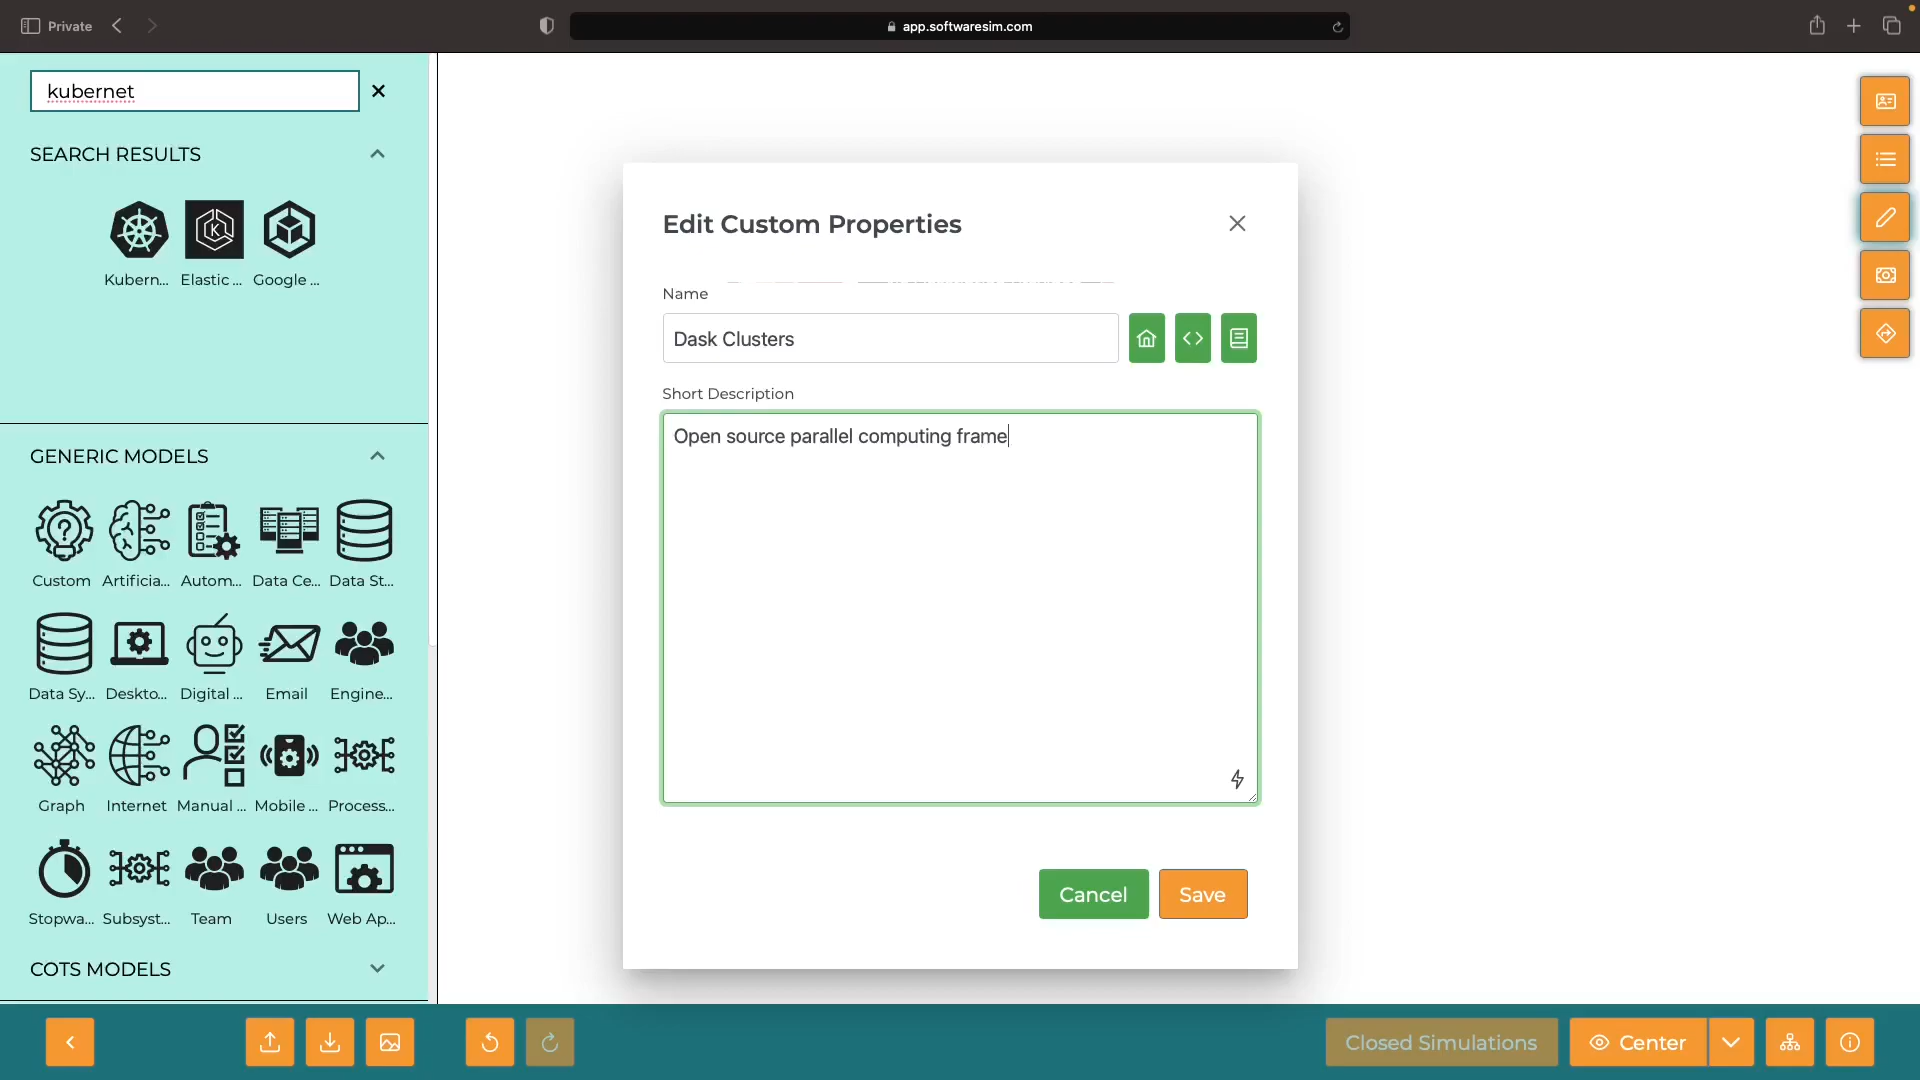 Private
app.softwaresim.com
kubernet
SEARCH RESULTS
Kubern... Elastic ... Google ...
GENERIC MODELS
Custom Artificia... Autom... Data Ce... Data St...
Data Sy... Deskto... Digital ... Email Engine...
Graph Internet Manual ... Mobile ... Process...
Stopwa... Subsyst... Team Users Web Ap...
COTS MODELS
Edit Custom Properties
Name
Dask Clusters
Short Description
Open source parallel computing frame
Cancel Save
Closed Simulations Center